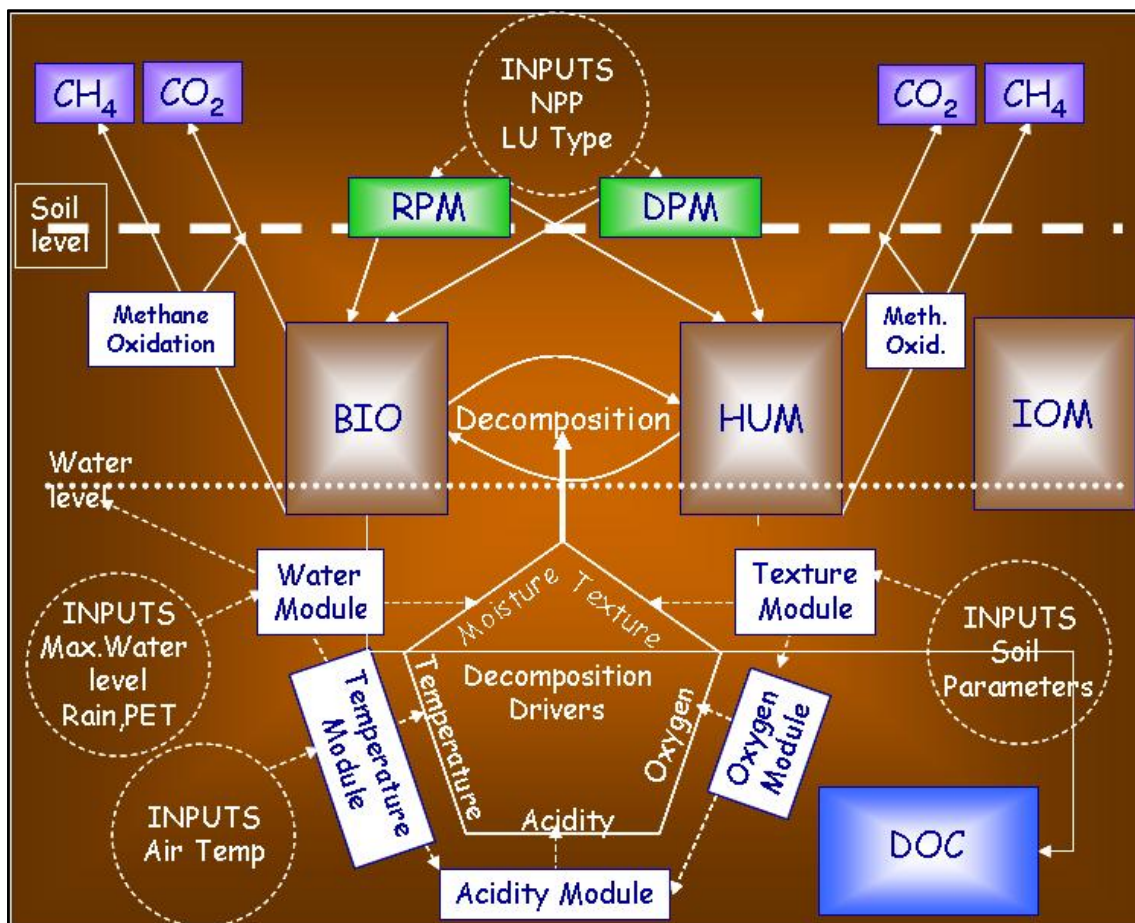 INPUTS
NPP
LU Type
CH₄
CO₂
CO₂
CH₄
RPM
DPM
Soil
level
Methane
Oxidation
Meth.
Oxid.
BIO
Decomposition
HUM
IOM
Water
level
Water
Module
Texture
Module
Moisture
Texture
INPUTS
Max.Water
level
Rain,PET
INPUTS
Soil
Parameters
Temperature
Module
Temperature
Decomposition
Drivers
Oxygen
Oxygen
Module
INPUTS
Air Temp
Acidity
Acidity Module
DOC